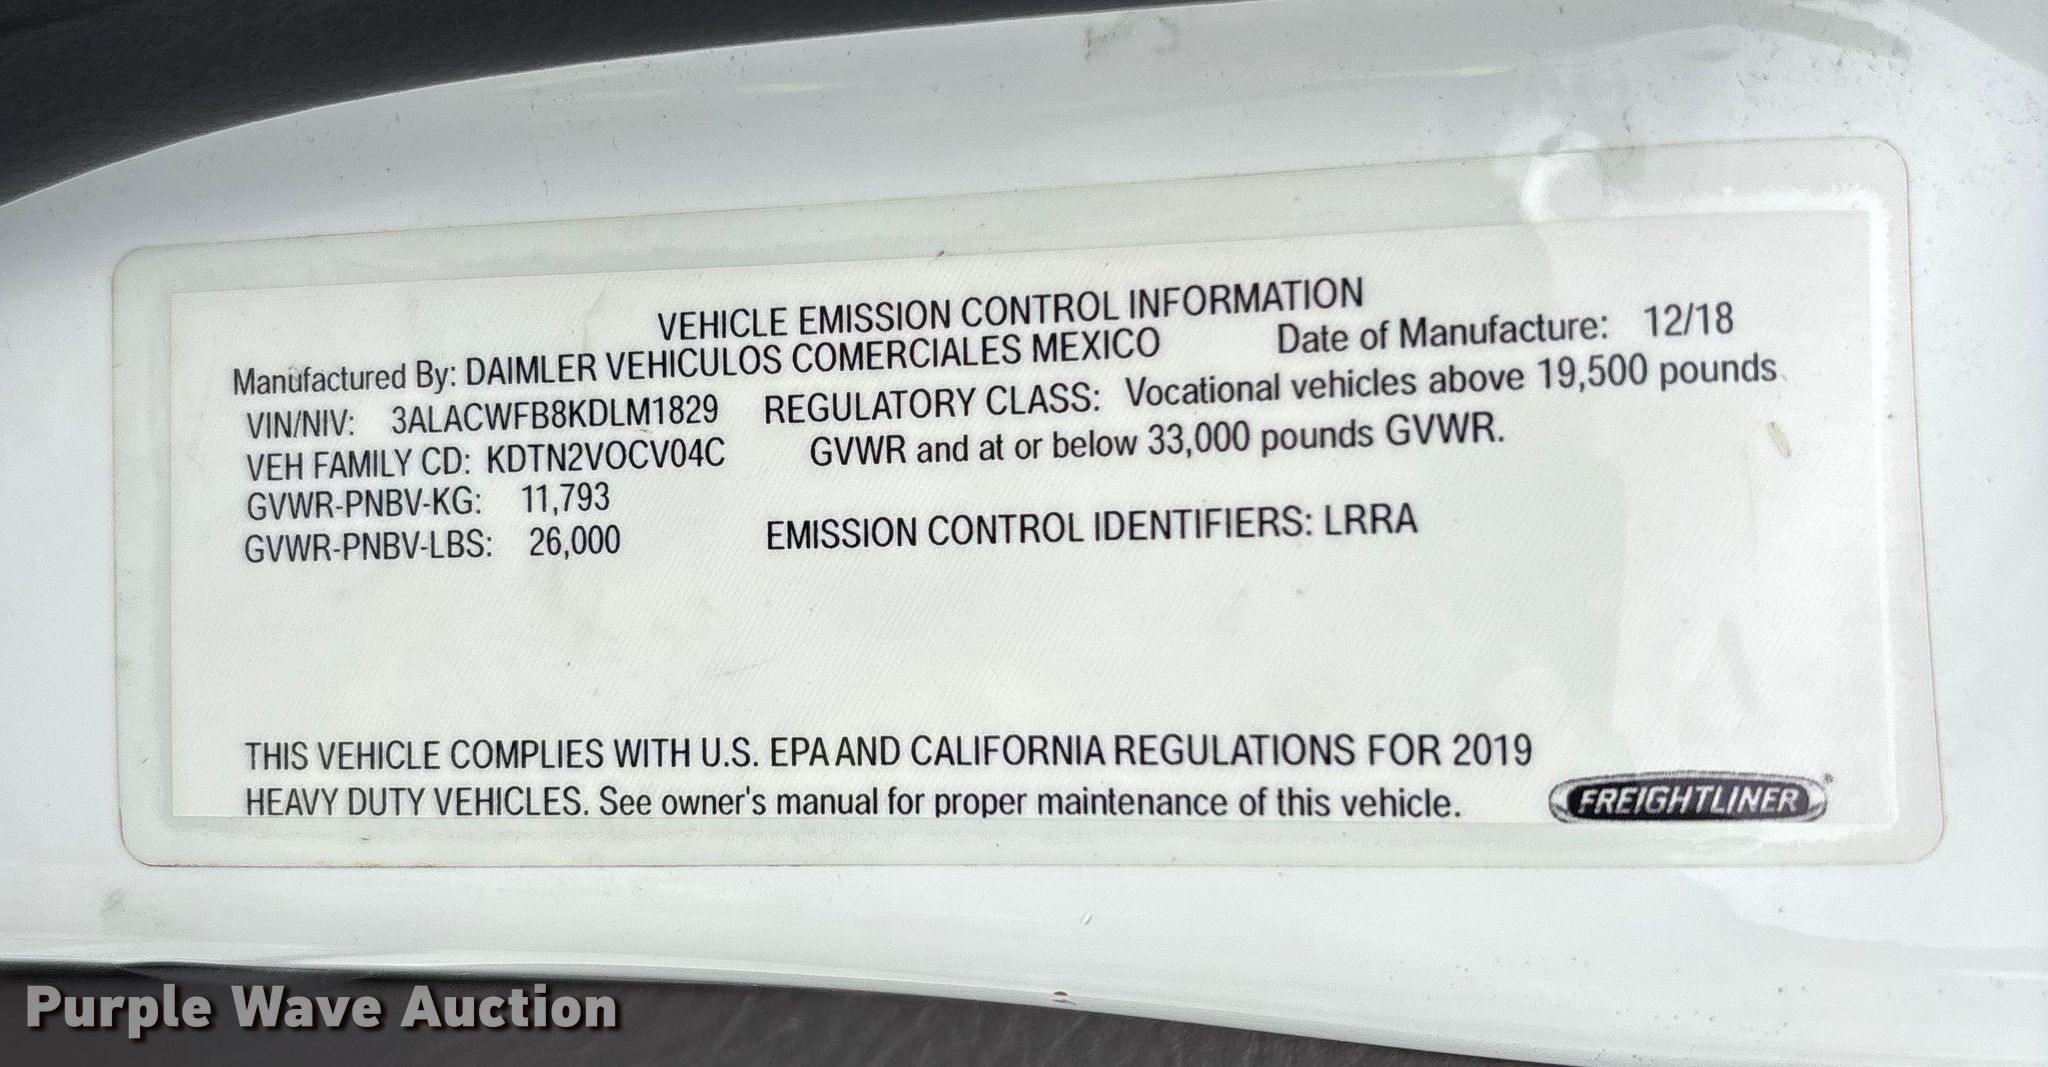 VEHICLE EMISSION CONTROL INFORMATION
Manufactured By: DAIMLER VEHICULOS COMERCIALES MEXICO Date of Manufacture: 12/18
VIN/NIV: 3ALACWFB8KDLM1829 REGULATORY CLASS: Vocational vehicles above 19,500 pounds
VEH FAMILY CD: KDTN2VOCV04C GVWR and at or below 33,000 pounds GVWR.
GVWR-PNBV-KG: 11,793
GVWR-PNBV-LBS: 26,000 EMISSION CONTROL IDENTIFIERS: LRRA
THIS VEHICLE COMPLIES WITH U.S. EPA AND CALIFORNIA REGULATIONS FOR 2019
HEAVY DUTY VEHICLES. See owner's manual for proper maintenance of this vehicle.
FREIGHTLINER
Purple Wave Auction